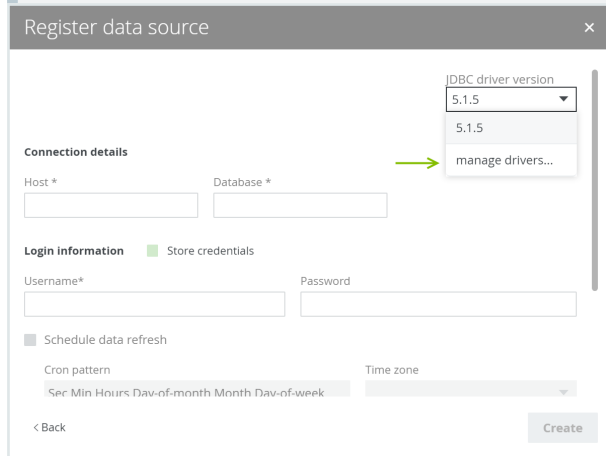 Register data source ×
JDBC driver version
5.1.5
5.1.5
manage drivers...
Connection details
Host * Database *
Login information Store credentials
Username* Password
Schedule data refresh
Cron pattern Time zone
Sec Min Hours Day-of-month Month Day-of-week
< Back Create